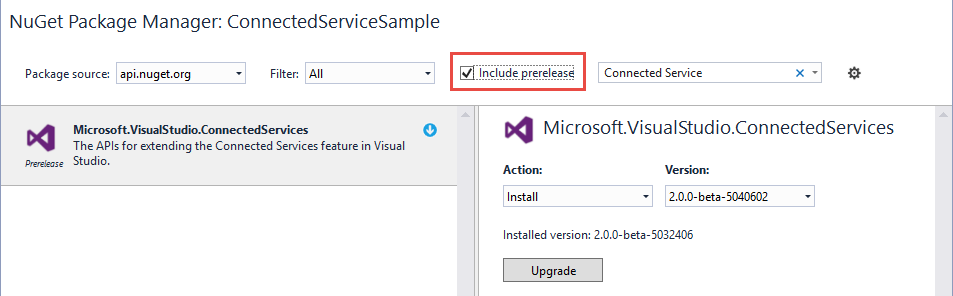 NuGet Package Manager: ConnectedServiceSample
Package source: api.nuget.org Filter: All Include prerelease Connected Service
Microsoft.VisualStudio.ConnectedServices
The APIs for extending the Connected Services feature in Visual
Studio.
Prerelease
Microsoft.VisualStudio.ConnectedServices
Action: Version:
Install 2.0.0-beta-5040602
Installed version: 2.0.0-beta-5032406
Upgrade